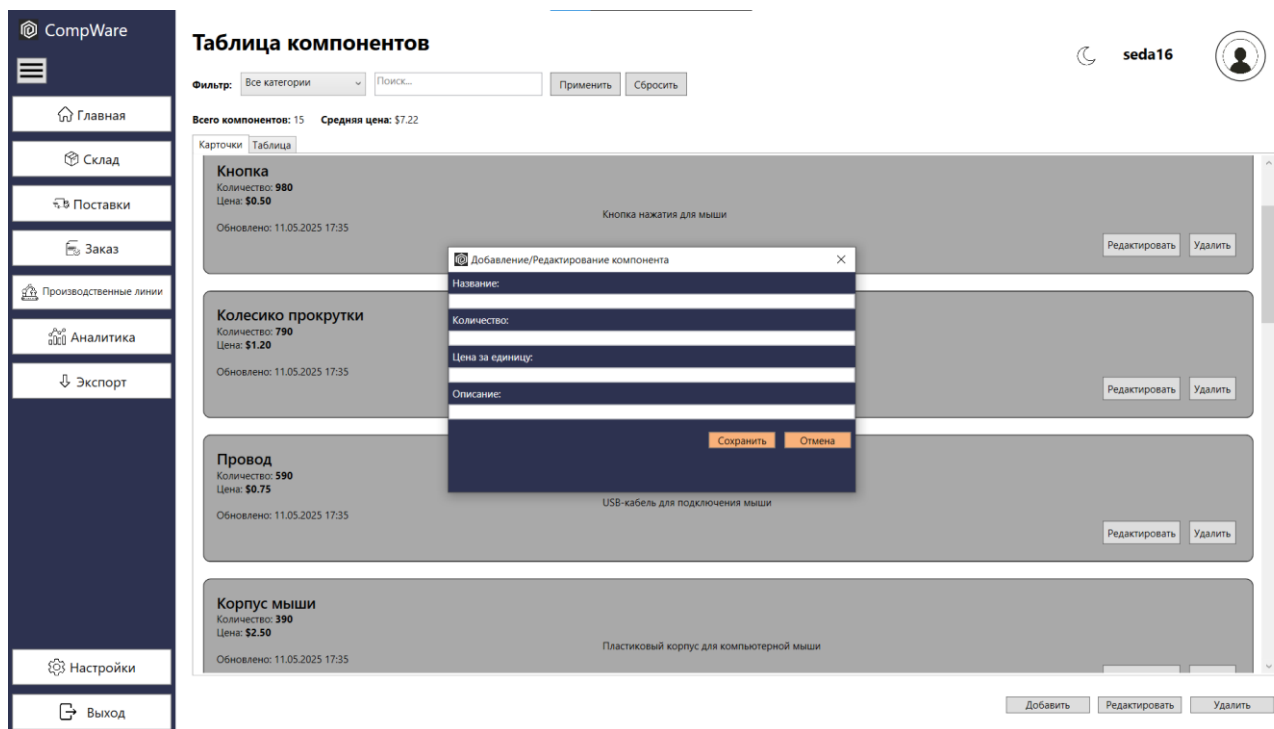 CompWare
Главная
Склад
Поставки
Заказ
Производственные линии
Аналитика
Экспорт
Настройки
Выход
Таблица компонентов
seda16
Фильтр: Все категории Поиск... Применить Сбросить
Всего компонентов: 15 Средняя цена: $7.22
Карточки Таблица
Кнопка
Количество: 980
Цена: $0.50
Кнопка нажатия для мыши
Обновлено: 11.05.2025 17:35
Редактировать Удалить
Колесико прокрутки
Количество: 790
Цена: $1.20
Обновлено: 11.05.2025 17:35
Редактировать Удалить
Провод
Количество: 590
Цена: $0.75
USB-кабель для подключения мыши
Обновлено: 11.05.2025 17:35
Редактировать Удалить
Корпус мыши
Количество: 390
Цена: $2.50
Пластиковый корпус для компьютерной мыши
Обновлено: 11.05.2025 17:35
Добавление/Редактирование компонента
Название:
Количество:
Цена за единицу:
Описание:
Сохранить Отмена
Добавить Редактировать Удалить